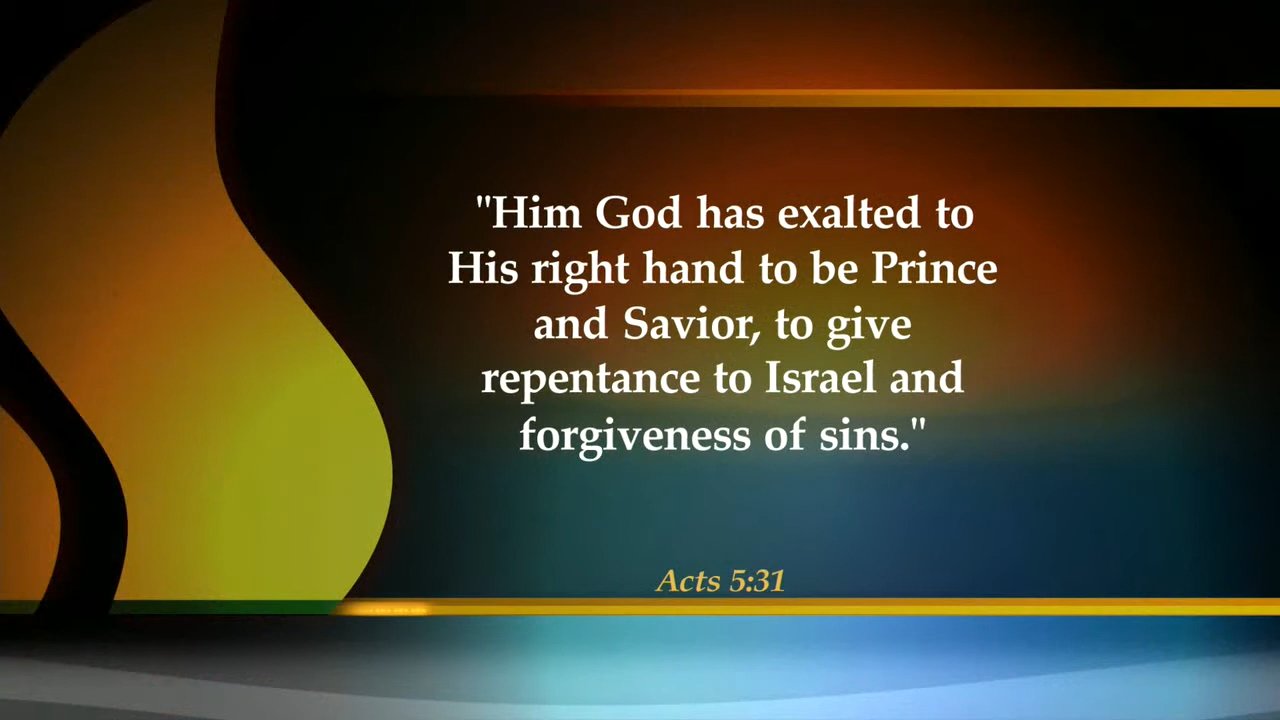 "Him God has exalted to
His right hand to be Prince
and Savior, to give
repentance to Israel and
forgiveness of sins."
Acts 5:31